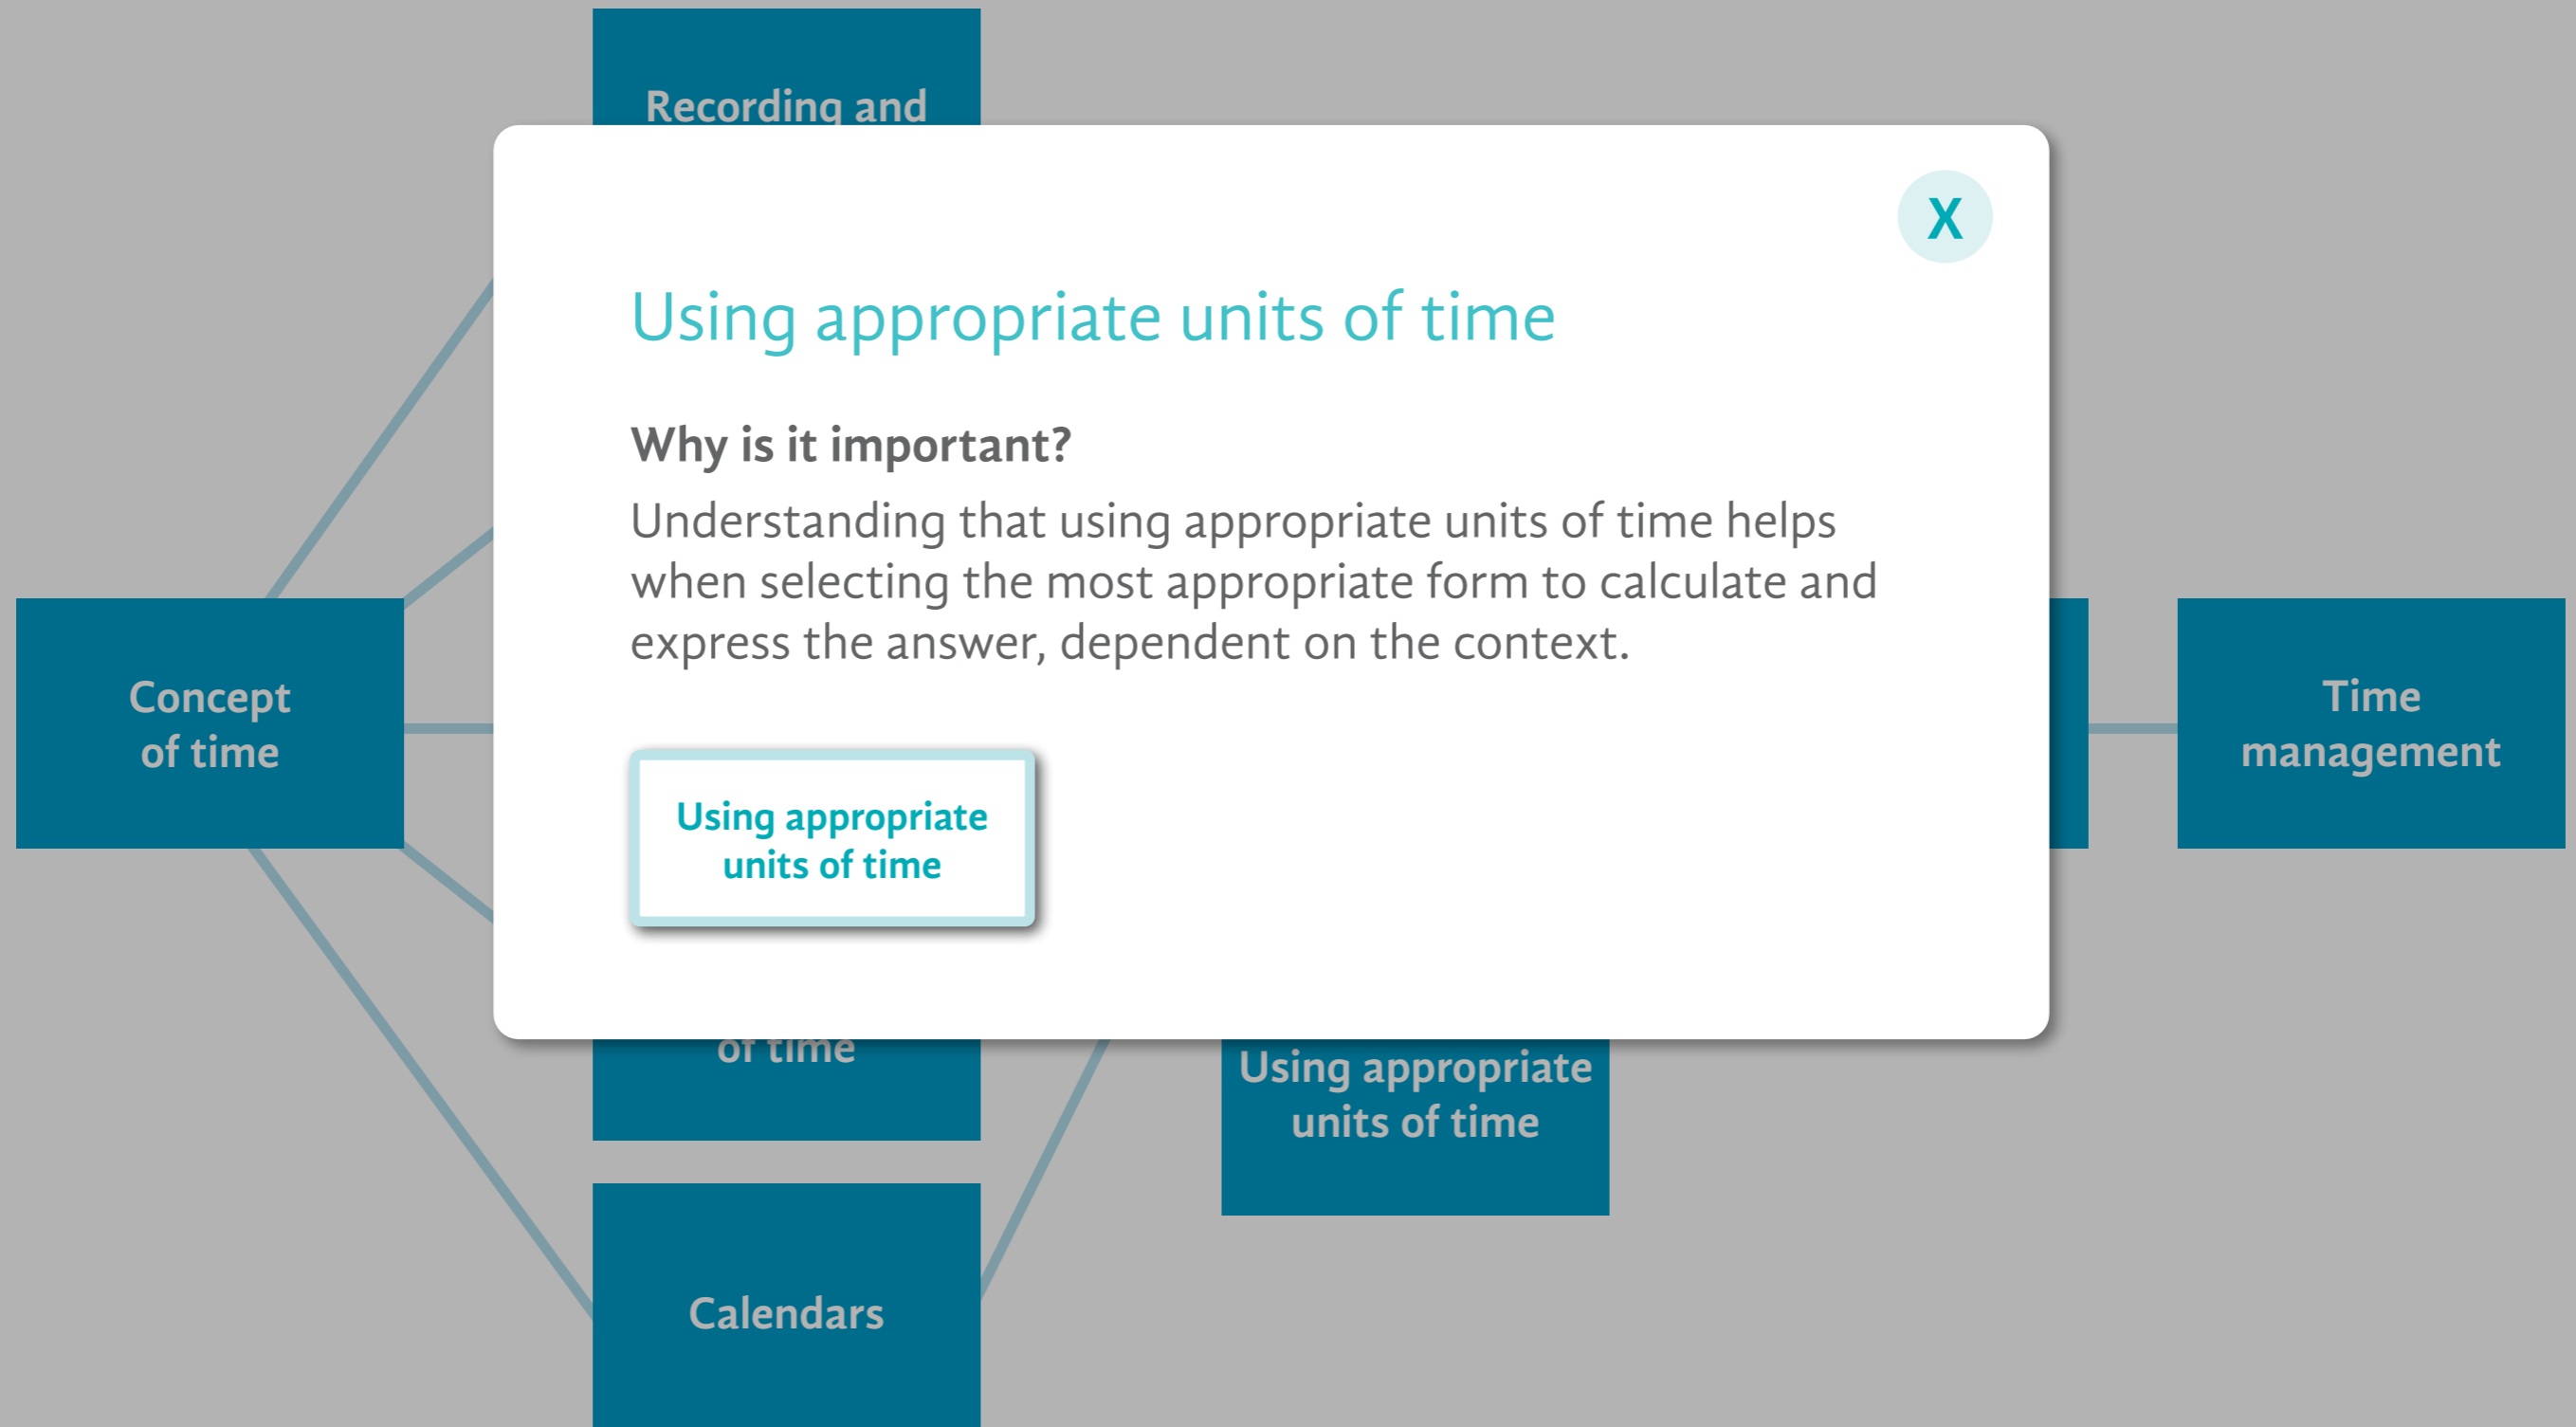 Recording and
X
Using appropriate units of time
Why is it important?
Understanding that using appropriate units of time helps
when selecting the most appropriate form to calculate and
express the answer, dependent on the context.
Using appropriate
units of time
Concept
of time
Time
management
of time
Using appropriate
units of time
Calendars